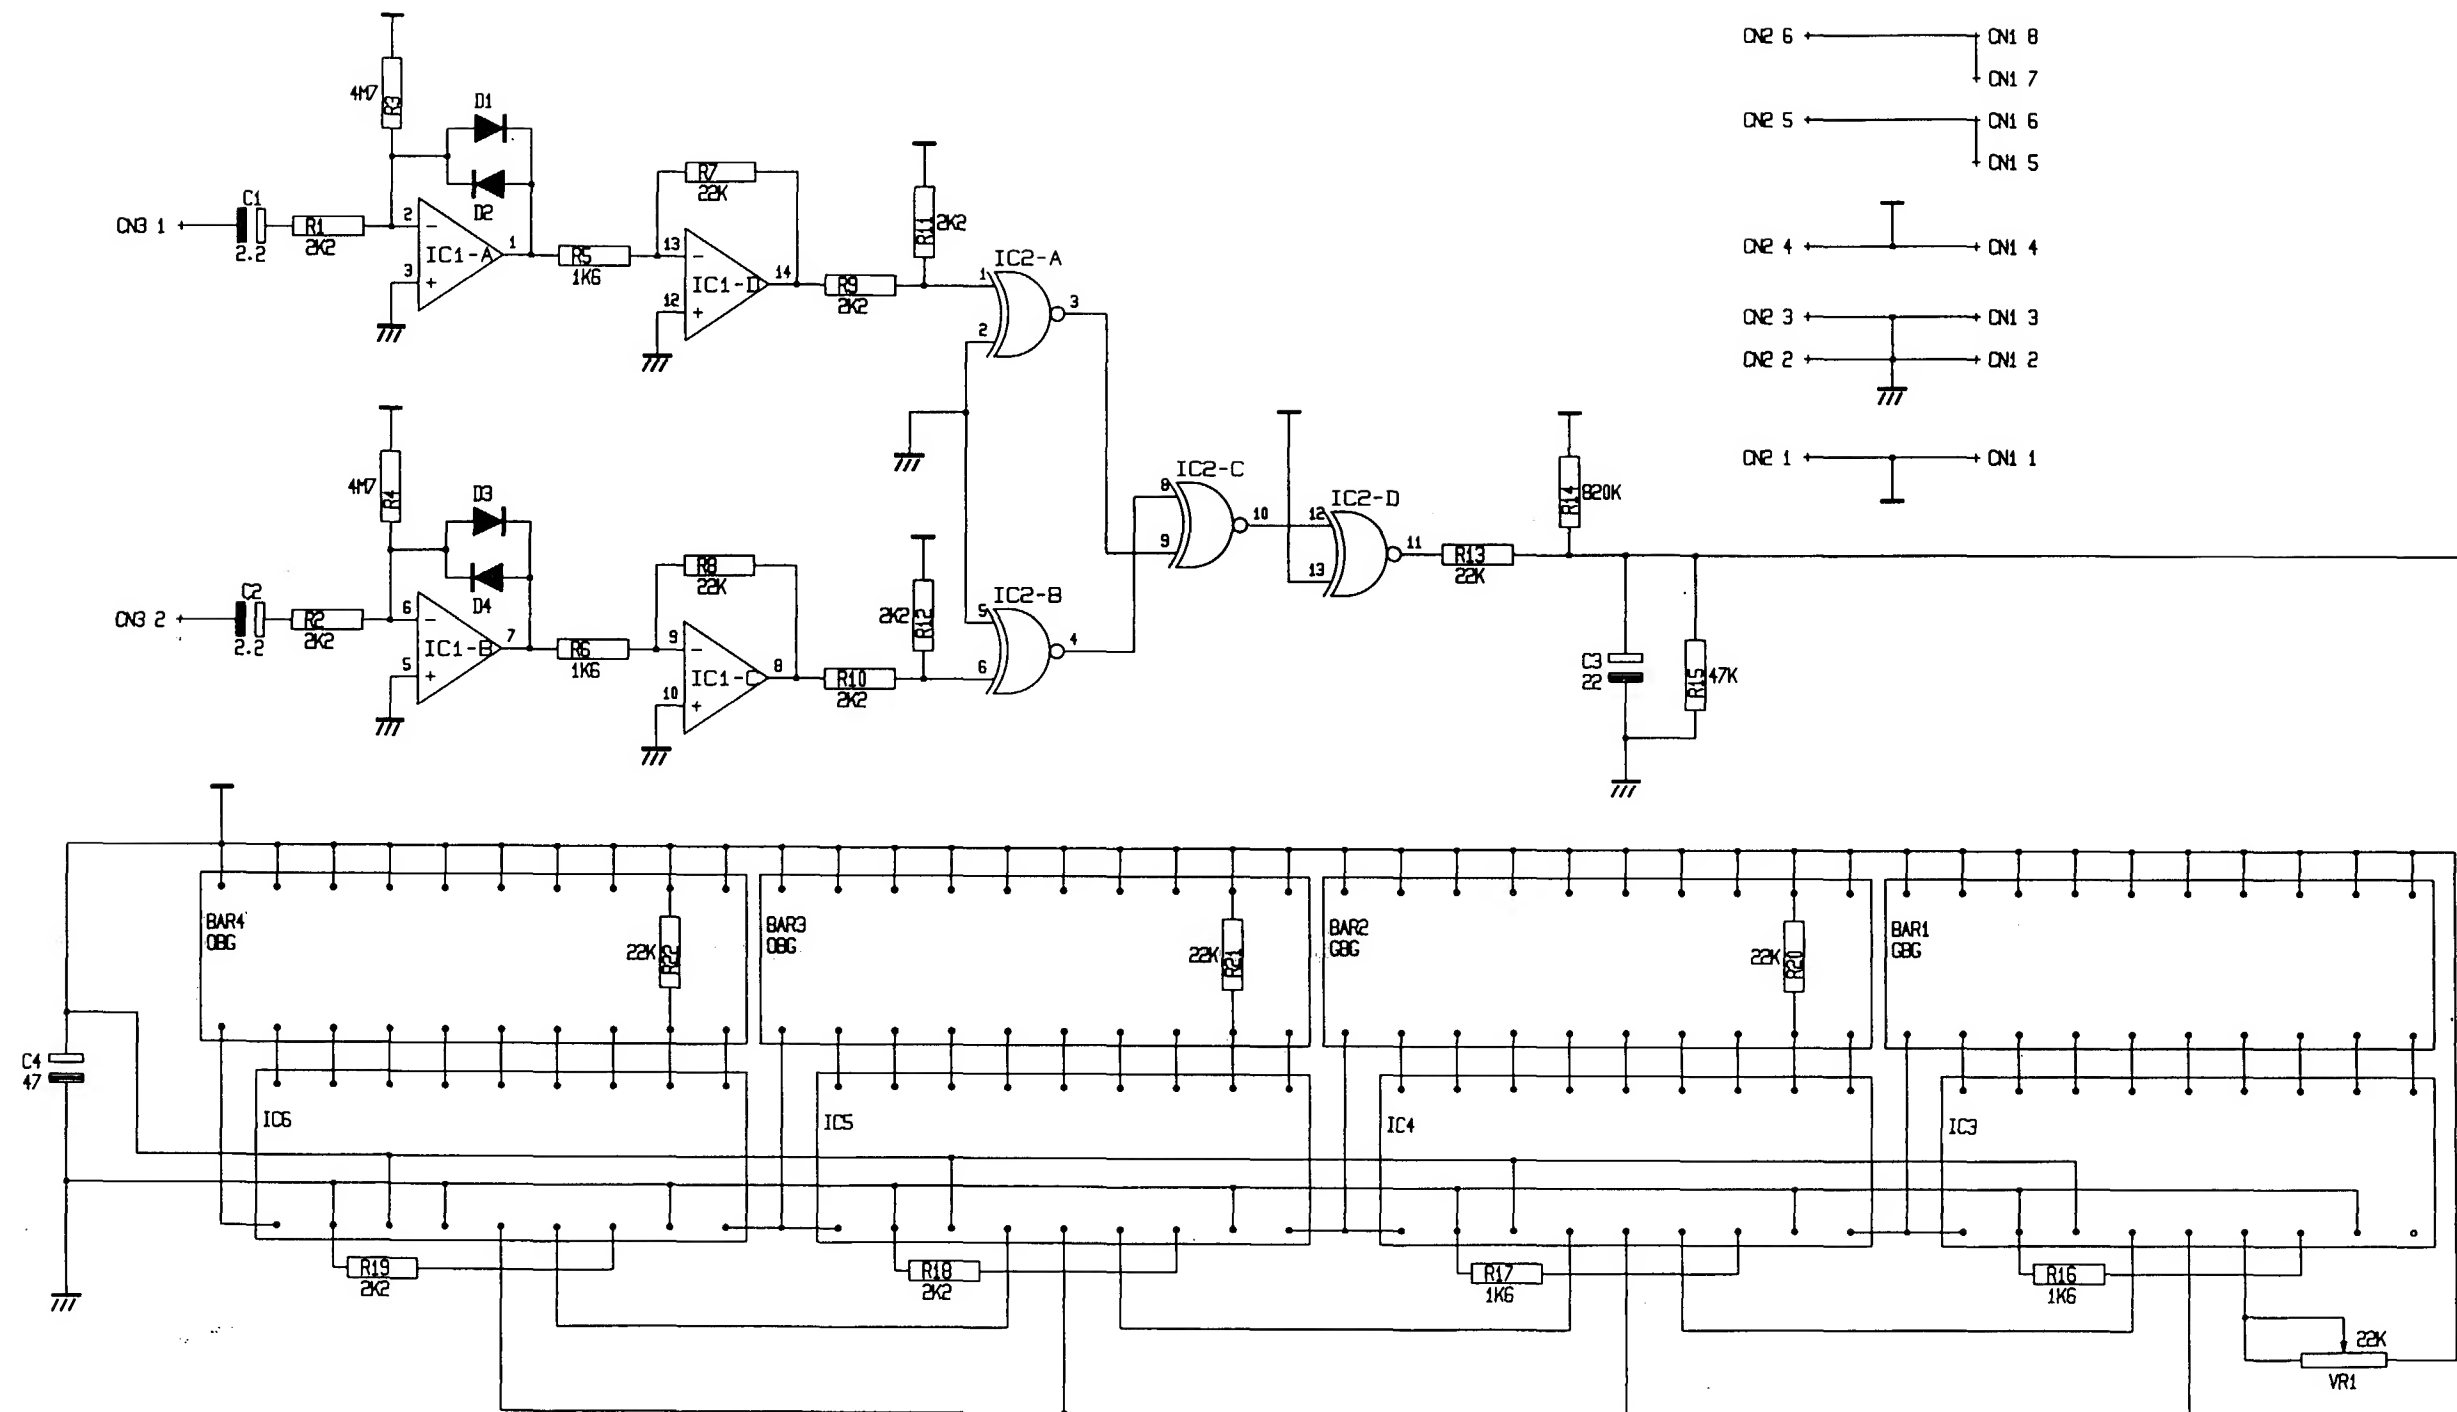 CN2 6
CN1 8
CN1 7
CN2 5
CN1 6
CN1 5
CN2 4
CN1 4
CN2 3
CN1 3
CN2 2
CN1 2
CN2 1
CN1 1
4M7
R3
D1
D2
CN3 1
C1
2.2
R1
2K2
2
-
3
+
IC1-A
1
R5
1K6
R7
22K
13
-
12
+
IC1-D
14
R9
2K2
R11
2K2
IC2-A
1
2
3
4M7
R4
D3
D4
CN3 2
C2
2.2
R2
2K2
6
-
5
+
IC1-B
7
R6
1K6
R8
22K
9
-
10
+
IC1-C
8
R10
2K2
2K2
R12
IC2-B
5
6
4
IC2-C
8
9
10
IC2-D
12
13
11
R13
22K
R14
820K
C3
22
R15
47K
BAR4
OBG
22K
R22
BAR3
OBG
22K
R21
BAR2
GBG
22K
R20
BAR1
GBG
C4
47
IC6
IC5
IC4
IC3
R19
2K2
R18
2K2
R17
1K6
R16
1K6
22K
VR1